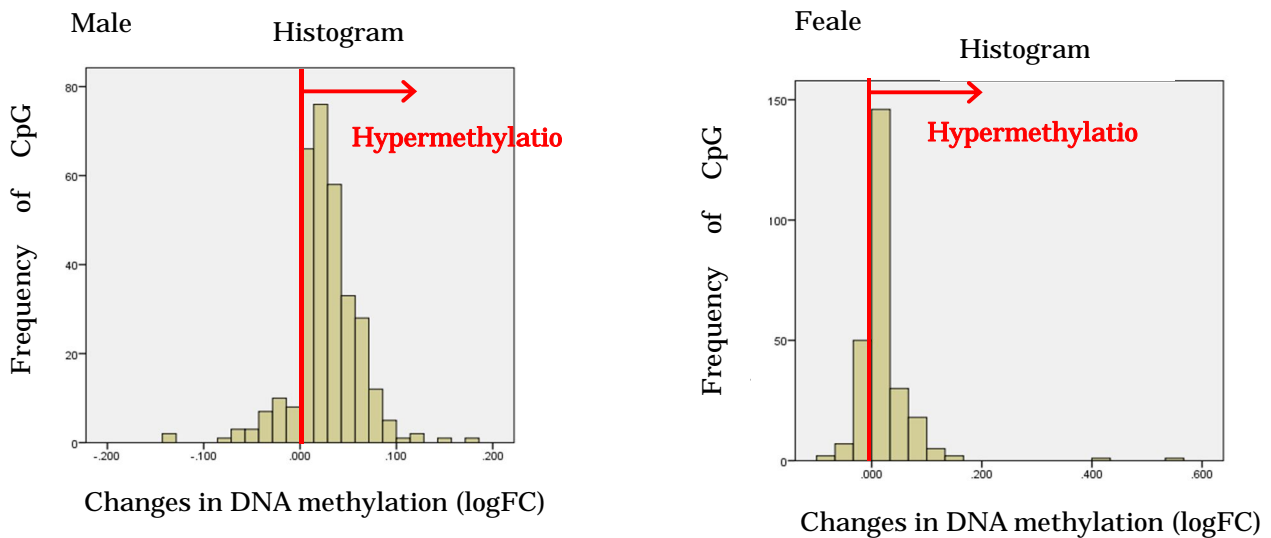 Male
Histogram
Frequency of CpG
80
60
40
20
0
Hypermethylatio
-.200
-.100
.000
.100
.200
Changes in DNA methylation (logFC)
Feale
Histogram
Frequency of CpG
150
100
50
0
Hypermethylatio
.000
.200
.400
.600
Changes in DNA methylation (logFC)